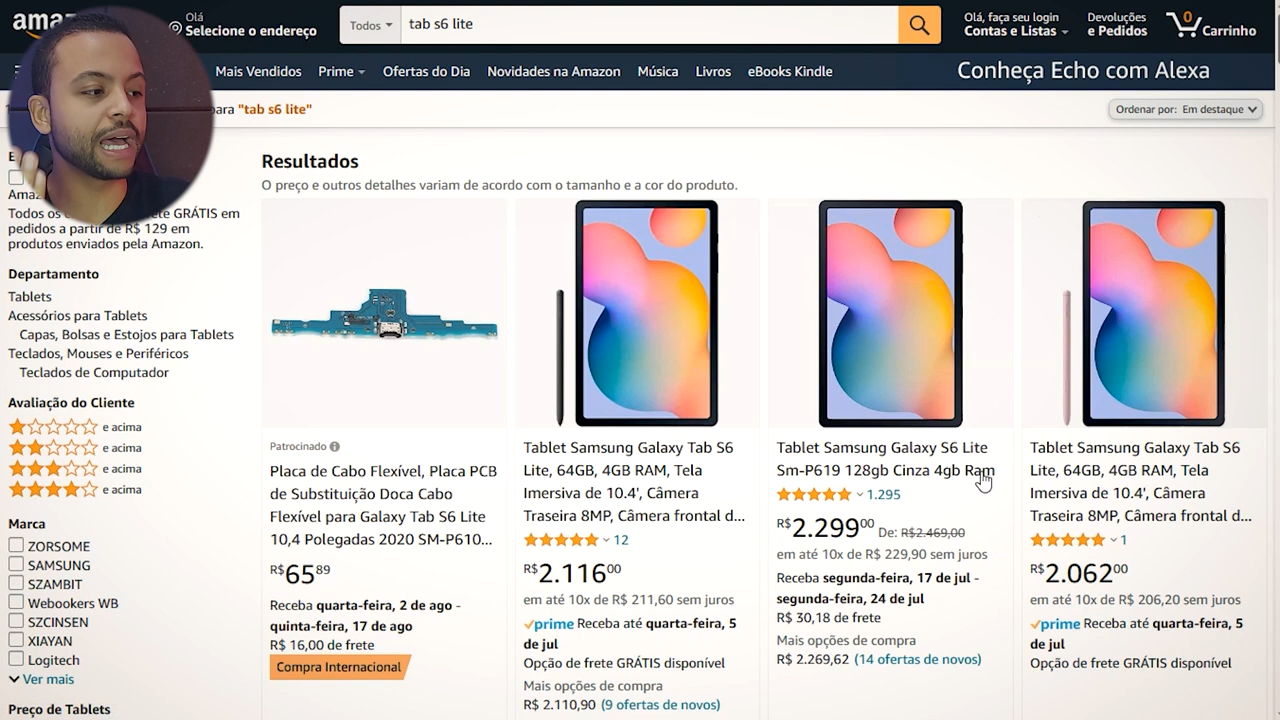 Olá
Selecione o endereço
Todos
tab s6 lite
Olá, faça seu login
Contas e Listas
Devoluções
e Pedidos
0
Carrinho
Mais Vendidos
Prime
Ofertas do Dia
Novidades na Amazon
Música
Livros
eBooks Kindle
Conheça Echo com Alexa
"tab s6 lite"
Ordenar por: Em destaque
Todos os
GRÁTIS em
pedidos a partir de R$ 129 em
produtos enviados pela Amazon.
Departamento
Tablets
Acessórios para Tablets
Capas, Bolsas e Estojos para Tablets
Teclados, Mouses e Periféricos
Teclados de Computador
Avaliação do Cliente
e acima
e acima
e acima
e acima
Marca
ZORSOME
SAMSUNG
SZAMBIT
Webookers WB
SZCINSEN
XIAYAN
Logitech
Ver mais
Preço de Tablets
Resultados
O preço e outros detalhes variam de acordo com o tamanho e a cor do produto.
Patrocinado
Placa de Cabo Flexível, Placa PCB
de Substituição Doca Cabo
Flexível para Galaxy Tab S6 Lite
10,4 Polegadas 2020 SM-P610...
R$65 89
Receba quarta-feira, 2 de ago -
quinta-feira, 17 de ago
R$ 16,00 de frete
Compra Internacional
Tablet Samsung Galaxy Tab S6
Lite, 64GB, 4GB RAM, Tela
Imersiva de 10.4', Câmera
Traseira 8MP, Câmera frontal d...
12
R$2.116 00
em até 10x de R$ 211,60 sem juros
prime Receba até quarta-feira, 5
de jul
Opção de frete GRÁTIS disponível
Mais opções de compra
R$ 2.110,90 (9 ofertas de novos)
Tablet Samsung Galaxy S6 Lite
Sm-P619 128gb Cinza 4gb Ram
1.295
R$2.299 00 De: R$2.469,00
em até 10x de R$ 229,90 sem juros
Receba segunda-feira, 17 de jul -
segunda-feira, 24 de jul
R$ 30,18 de frete
Mais opções de compra
R$ 2.269,62 (14 ofertas de novos)
Tablet Samsung Galaxy Tab S6
Lite, 64GB, 4GB RAM, Tela
Imersiva de 10.4', Câmera
Traseira 8MP, Câmera frontal d...
1
R$2.062 00
em até 10x de R$ 206,20 sem juros
prime Receba até quarta-feira, 5
de jul
Opção de frete GRÁTIS disponível